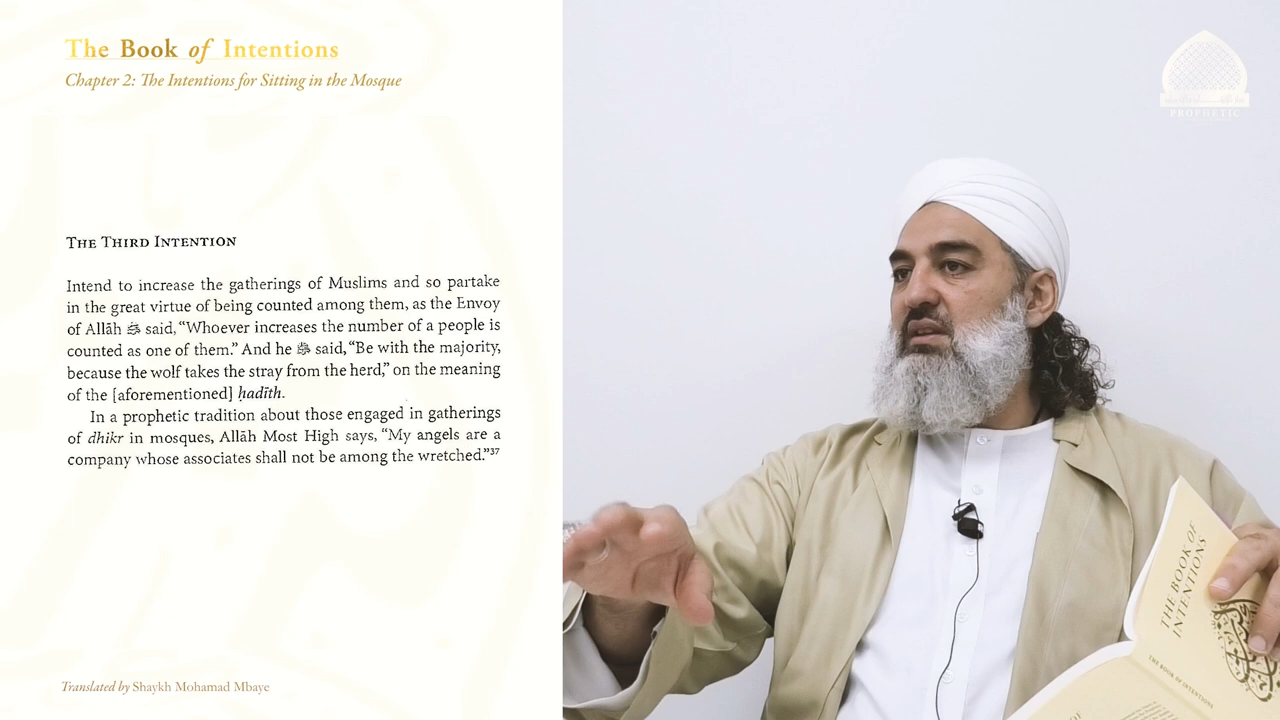 The Book of Intentions
Chapter 2: The Intentions for Sitting in the Mosque
THE THIRD INTENTION
Intend to increase the gatherings of Muslims and so partake
in the great virtue of being counted among them, as the Envoy
of Allāh ﷺ said, “Whoever increases the number of a people is
counted as one of them.” And he ﷺ said, “Be with the majority,
because the wolf takes the stray from the herd,” on the meaning
of the [aforementioned] ḥadīth.
In a prophetic tradition about those engaged in gatherings
of dhikr in mosques, Allāh Most High says, “My angels are a
company whose associates shall not be among the wretched.”37
Translated by Shaykh Mohamad Mbaye
PROPHETIC
THE BOOK OF
INTENTIONS
THE BOOK OF INTENTIONS